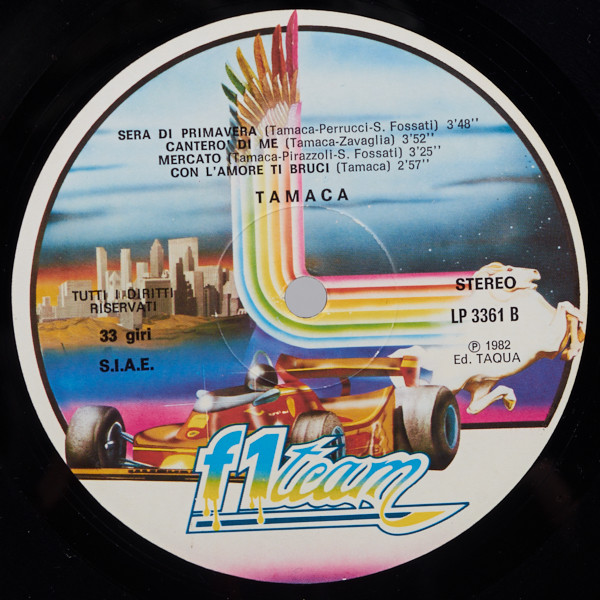 SERA DI PRIMAVERA (Tamaca-Perrucci-S. Fossati) 3'48''
CANTERO' DI ME (Tamaca-Zavaglia) 3'52''
MERCATO (Tamaca-Pirazzoli-S. Fossati) 3'25''
CON L'AMORE TI BRUCI (Tamaca) 2'57''
TAMACA
TUTTI I DIRITTI
RISERVATI
33 giri
S.I.A.E.
STEREO
LP 3361 B
℗ 1982
Ed. TAQUA
f1 team